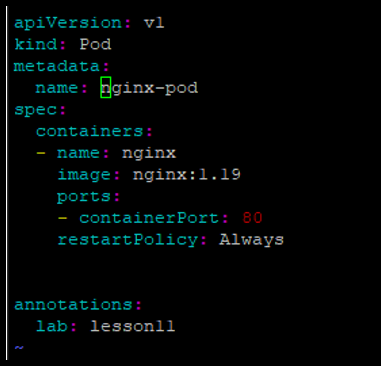 apiVersion: v1
kind: Pod
metadata:
  name: nginx-pod
spec:
  containers:
  - name: nginx
    image: nginx:1.19
    ports:
    - containerPort: 80
    restartPolicy: Always
annotations:
  lab: lesson11
~